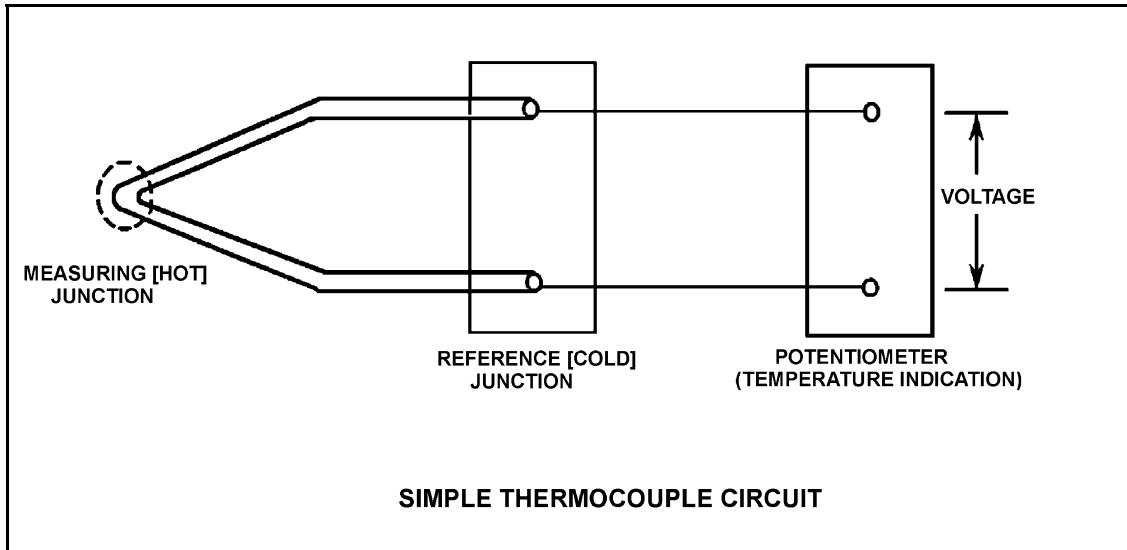 VOLTAGE
MEASURING [HOT]
JUNCTION
REFERENCE [COLD]
JUNCTION
POTENTIOMETER
(TEMPERATURE INDICATION)
SIMPLE THERMOCOUPLE CIRCUIT